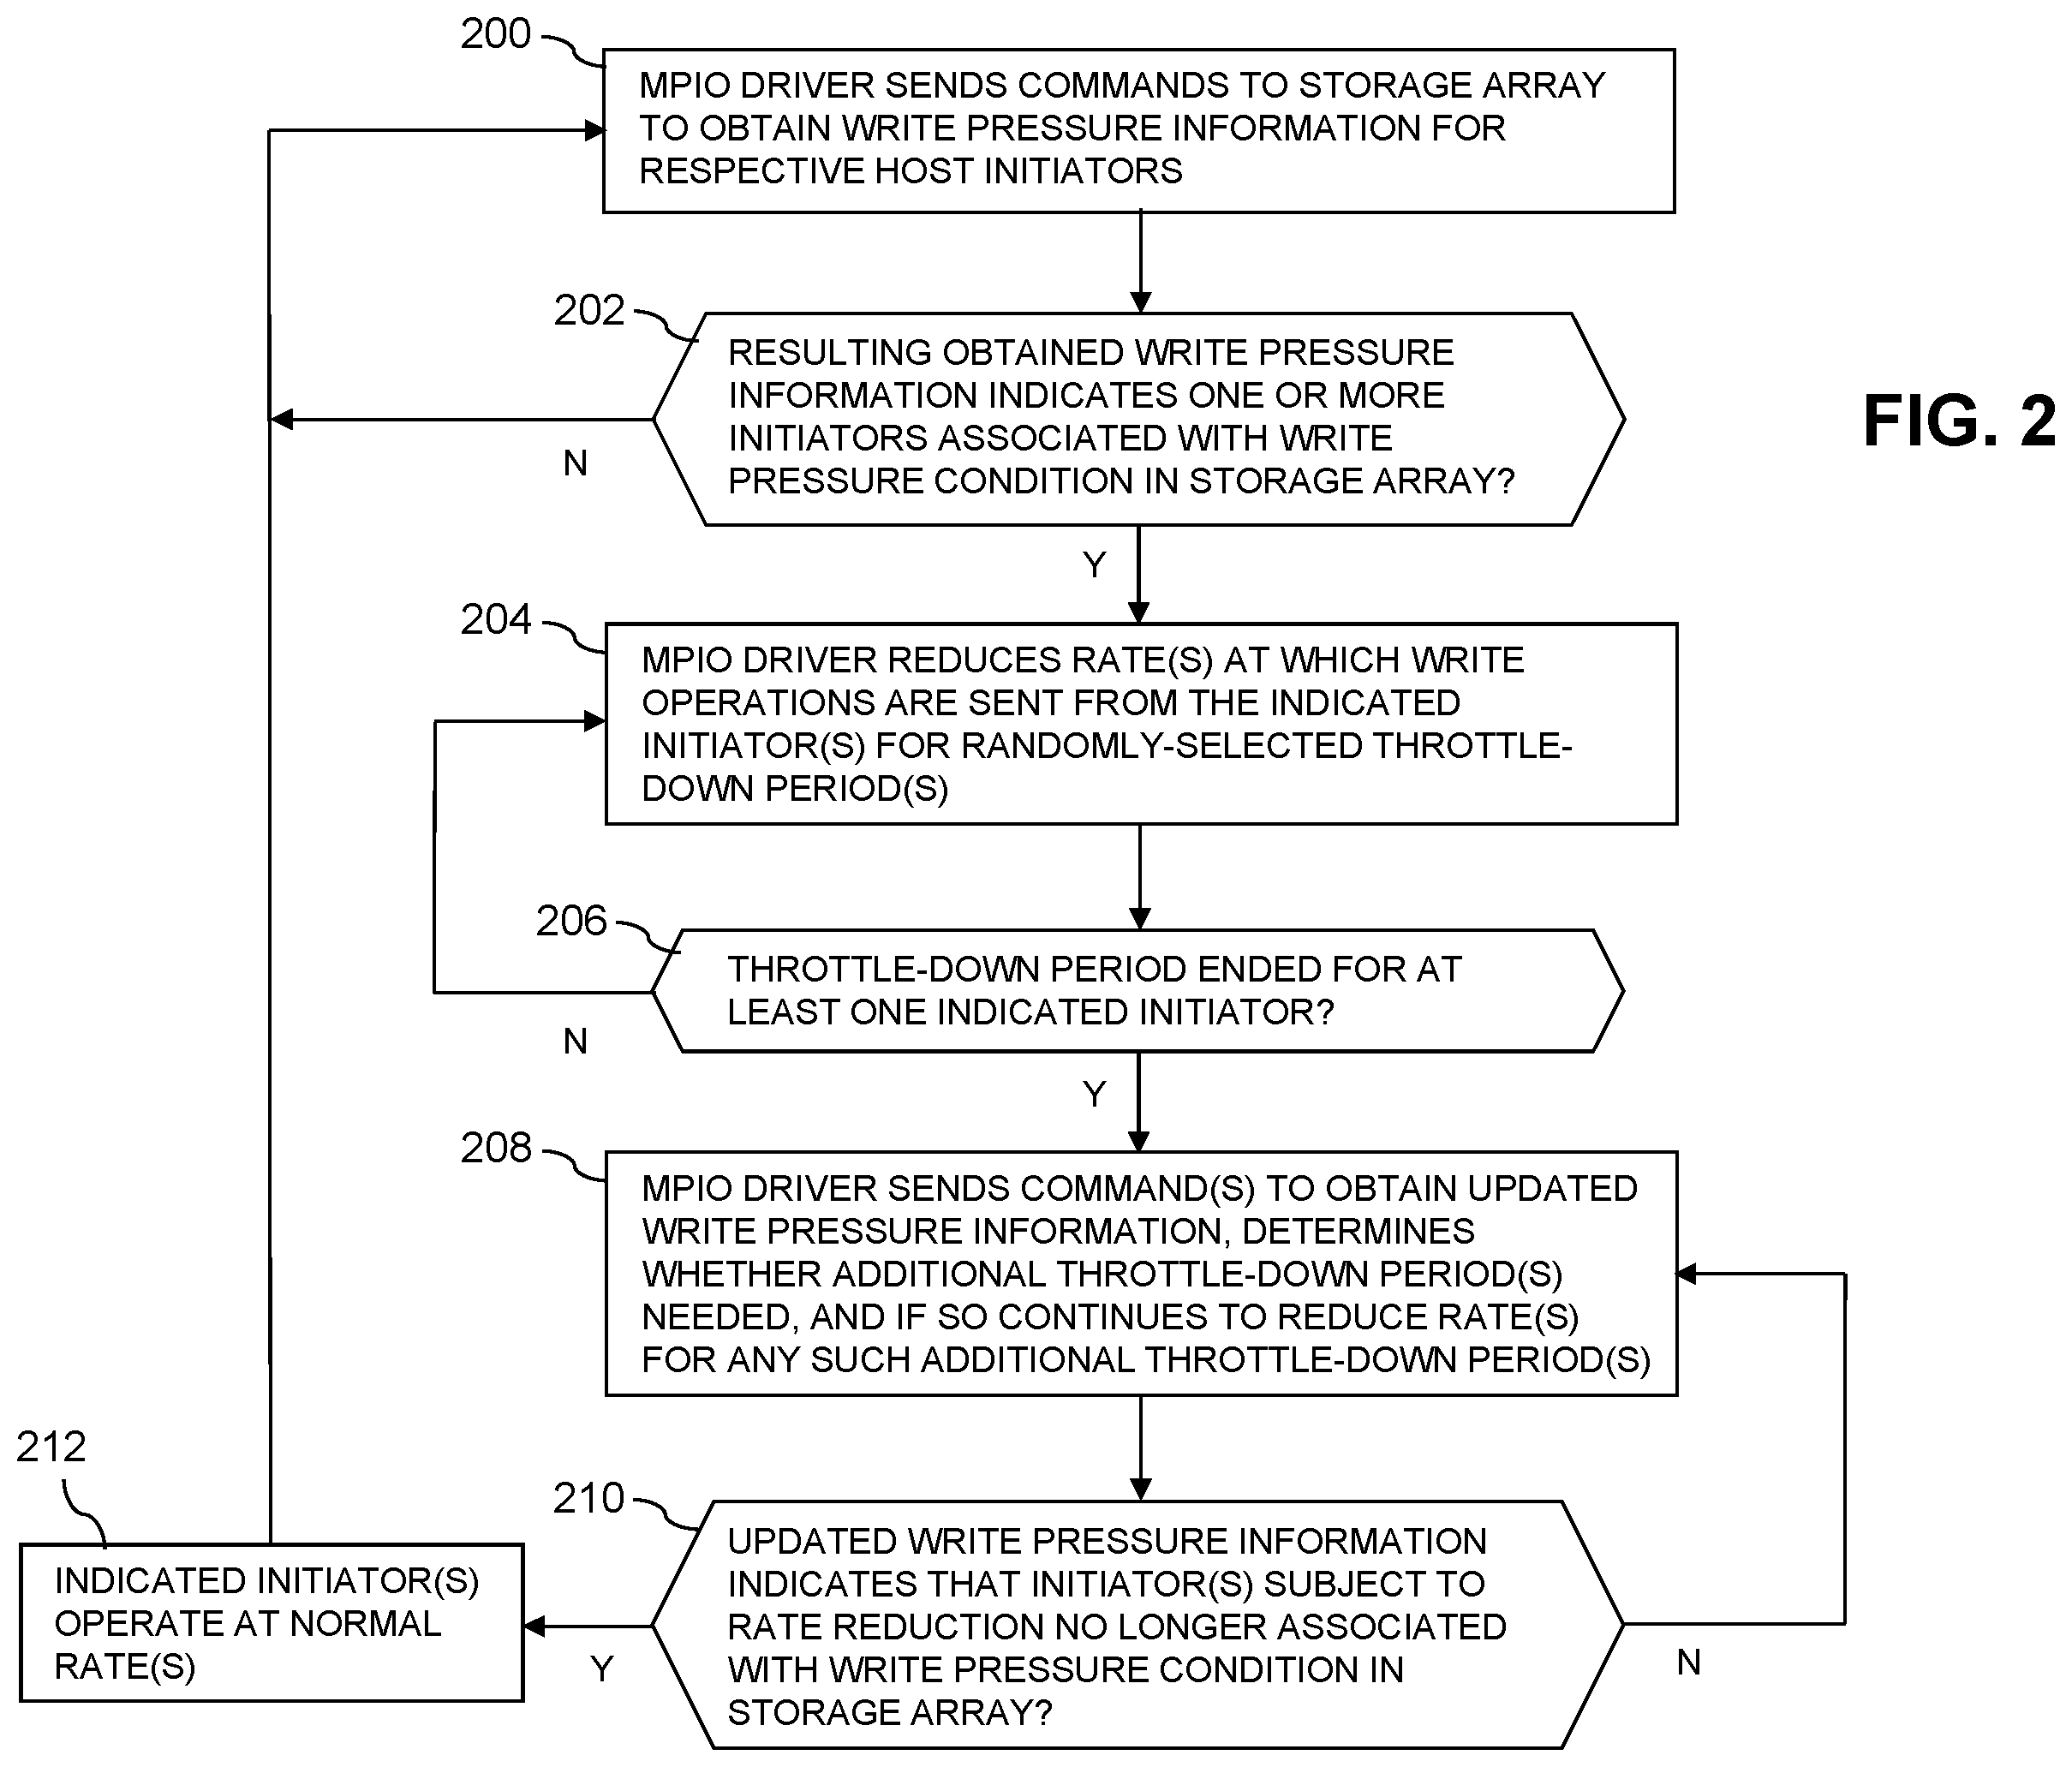 200
MPIO DRIVER SENDS COMMANDS TO STORAGE ARRAY
TO OBTAIN WRITE PRESSURE INFORMATION FOR
RESPECTIVE HOST INITIATORS
202
RESULTING OBTAINED WRITE PRESSURE
INFORMATION INDICATES ONE OR MORE
INITIATORS ASSOCIATED WITH WRITE
PRESSURE CONDITION IN STORAGE ARRAY?
N
Y
FIG. 2
204
MPIO DRIVER REDUCES RATE(S) AT WHICH WRITE
OPERATIONS ARE SENT FROM THE INDICATED
INITIATOR(S) FOR RANDOMLY-SELECTED THROTTLE-
DOWN PERIOD(S)
206
THROTTLE-DOWN PERIOD ENDED FOR AT
LEAST ONE INDICATED INITIATOR?
N
Y
208
MPIO DRIVER SENDS COMMAND(S) TO OBTAIN UPDATED
WRITE PRESSURE INFORMATION, DETERMINES
WHETHER ADDITIONAL THROTTLE-DOWN PERIOD(S)
NEEDED, AND IF SO CONTINUES TO REDUCE RATE(S)
FOR ANY SUCH ADDITIONAL THROTTLE-DOWN PERIOD(S)
210
UPDATED WRITE PRESSURE INFORMATION
INDICATES THAT INITIATOR(S) SUBJECT TO
RATE REDUCTION NO LONGER ASSOCIATED
WITH WRITE PRESSURE CONDITION IN
STORAGE ARRAY?
Y
N
212
INDICATED INITIATOR(S)
OPERATE AT NORMAL
RATE(S)